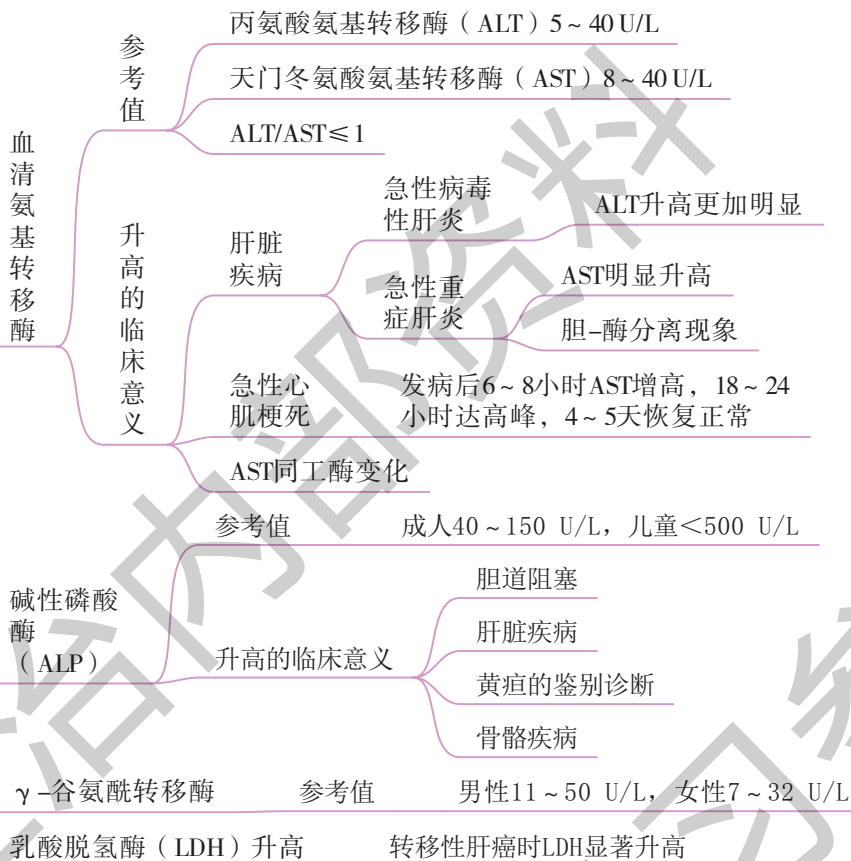 血清氨基转移酶
参考值
丙氨酸氨基转移酶（ALT）5~40 U/L
天门冬氨酸氨基转移酶（AST）8~40 U/L
ALT/AST≤1
升高的临床意义
肝脏
疾病
急性病毒
性肝炎
ALT升高更加明显
急性重
症肝炎
AST明显升高
胆-酶分离现象
急性心
肌梗死
发病后6~8小时AST增高，18~24
小时达高峰，4~5天恢复正常
AST同工酶变化
碱性磷酸
酶
（ALP）
参考值
成人40~150 U/L，儿童＜500 U/L
升高的临床意义
胆道阻塞
肝脏疾病
黄疸的鉴别诊断
骨骼疾病
γ-谷氨酰转移酶 参考值 男性11~50 U/L，女性7~32 U/L
乳酸脱氢酶（LDH）升高 转移性肝癌时LDH显著升高
治内部资料
习